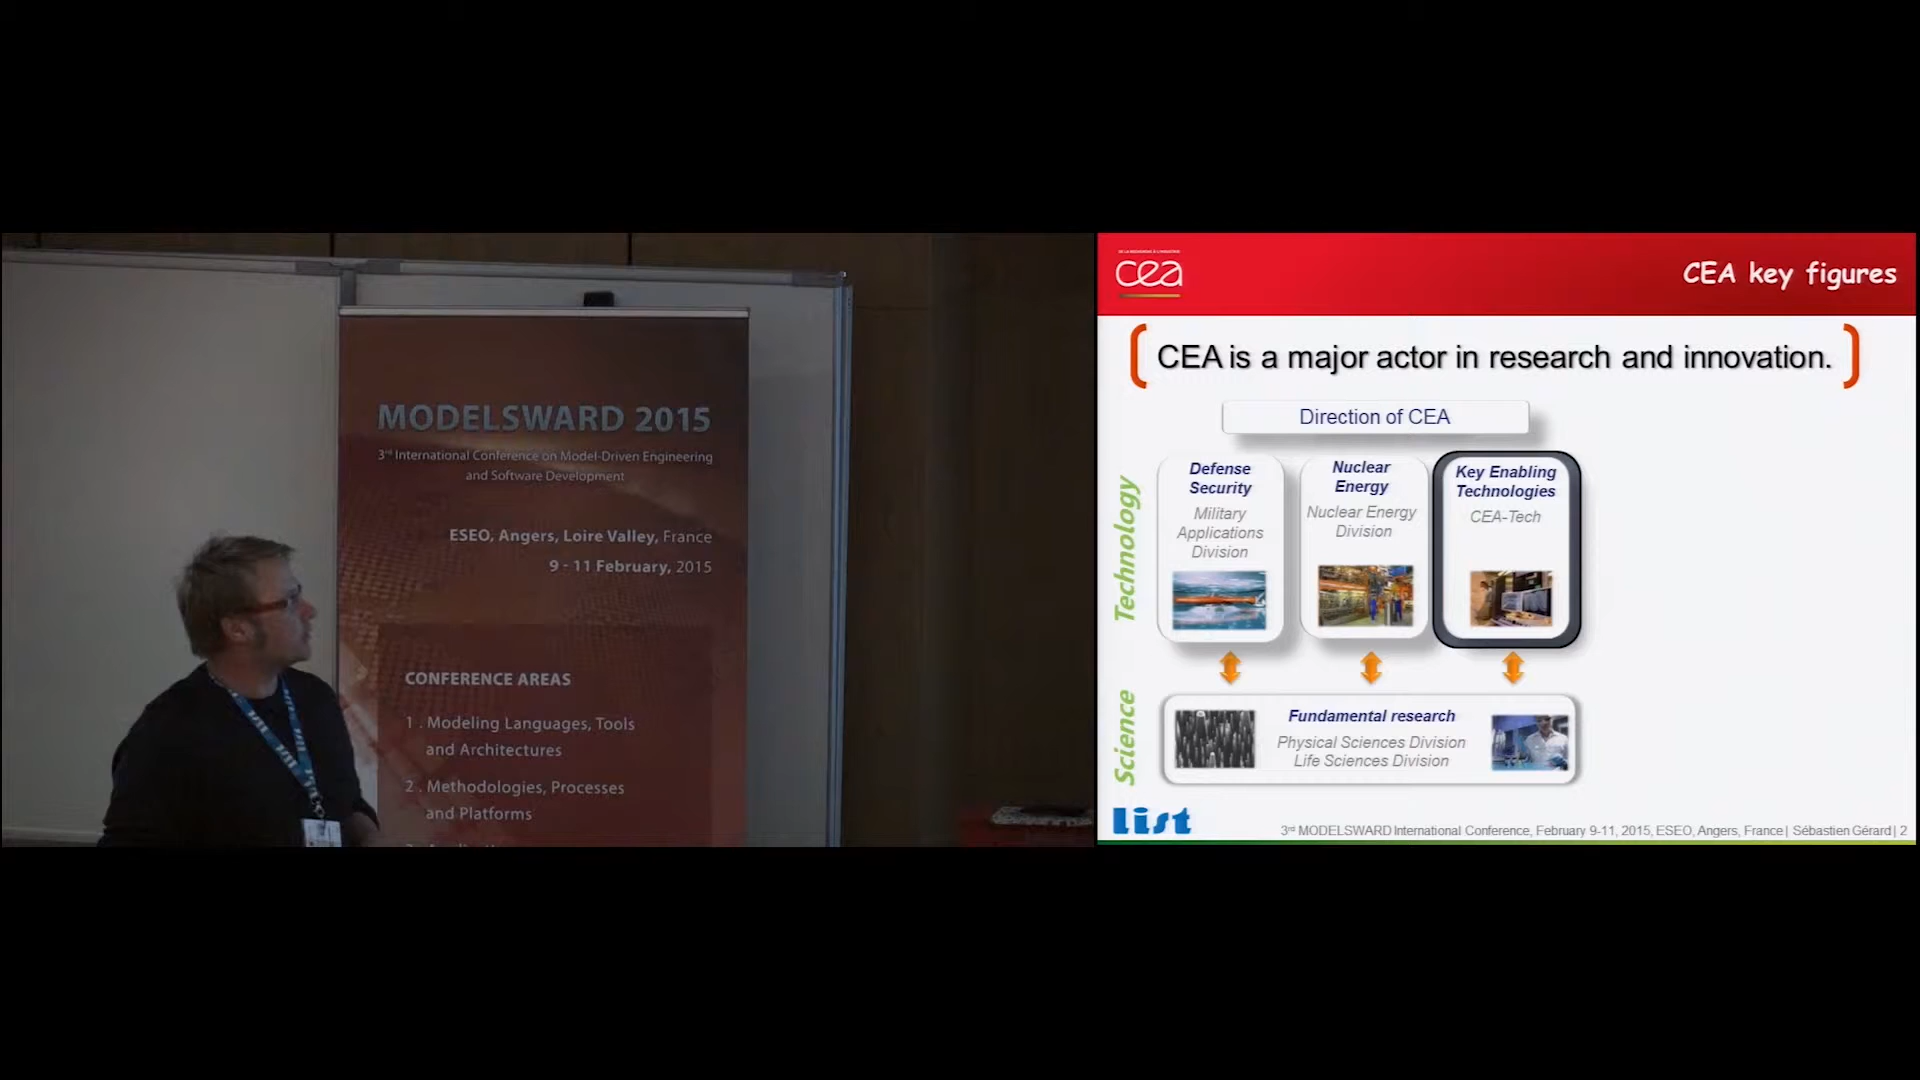 MODELSWARD 2015
3rd International Conference on Model-Driven Engineering
and Software Development
ESEO, Angers, Loire Valley, France
9 - 11 February, 2015
CONFERENCE AREAS
1 . Modeling Languages, Tools
and Architectures
2 . Methodologies, Processes
and Platforms
DE LA RECHERCHE À L'INDUSTRIE
cea
CEA key figures
CEA is a major actor in research and innovation.
Direction of CEA
Technology
Defense
Security
Military
Applications
Division
Nuclear
Energy
Nuclear Energy
Division
Key Enabling
Technologies
CEA-Tech
Science
Fundamental research
Physical Sciences Division
Life Sciences Division
list
3rd MODELSWARD International Conference, February 9-11, 2015, ESEO, Angers, France | Sébastien Gérard | 2